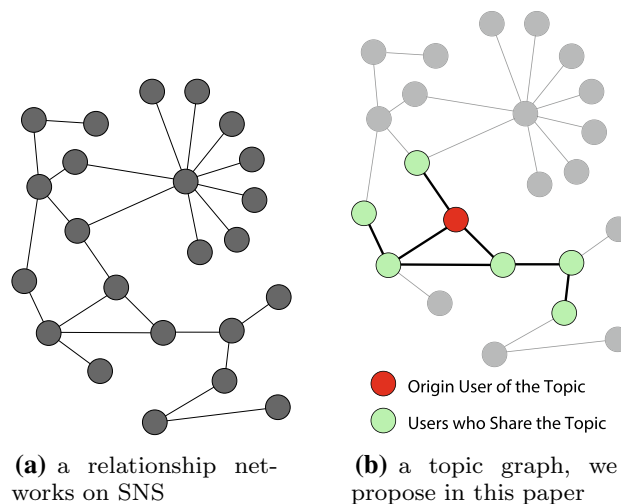 Origin User of the Topic
Users who Share the Topic
(a) a relationship net-
works on SNS
(b) a topic graph, we
propose in this paper